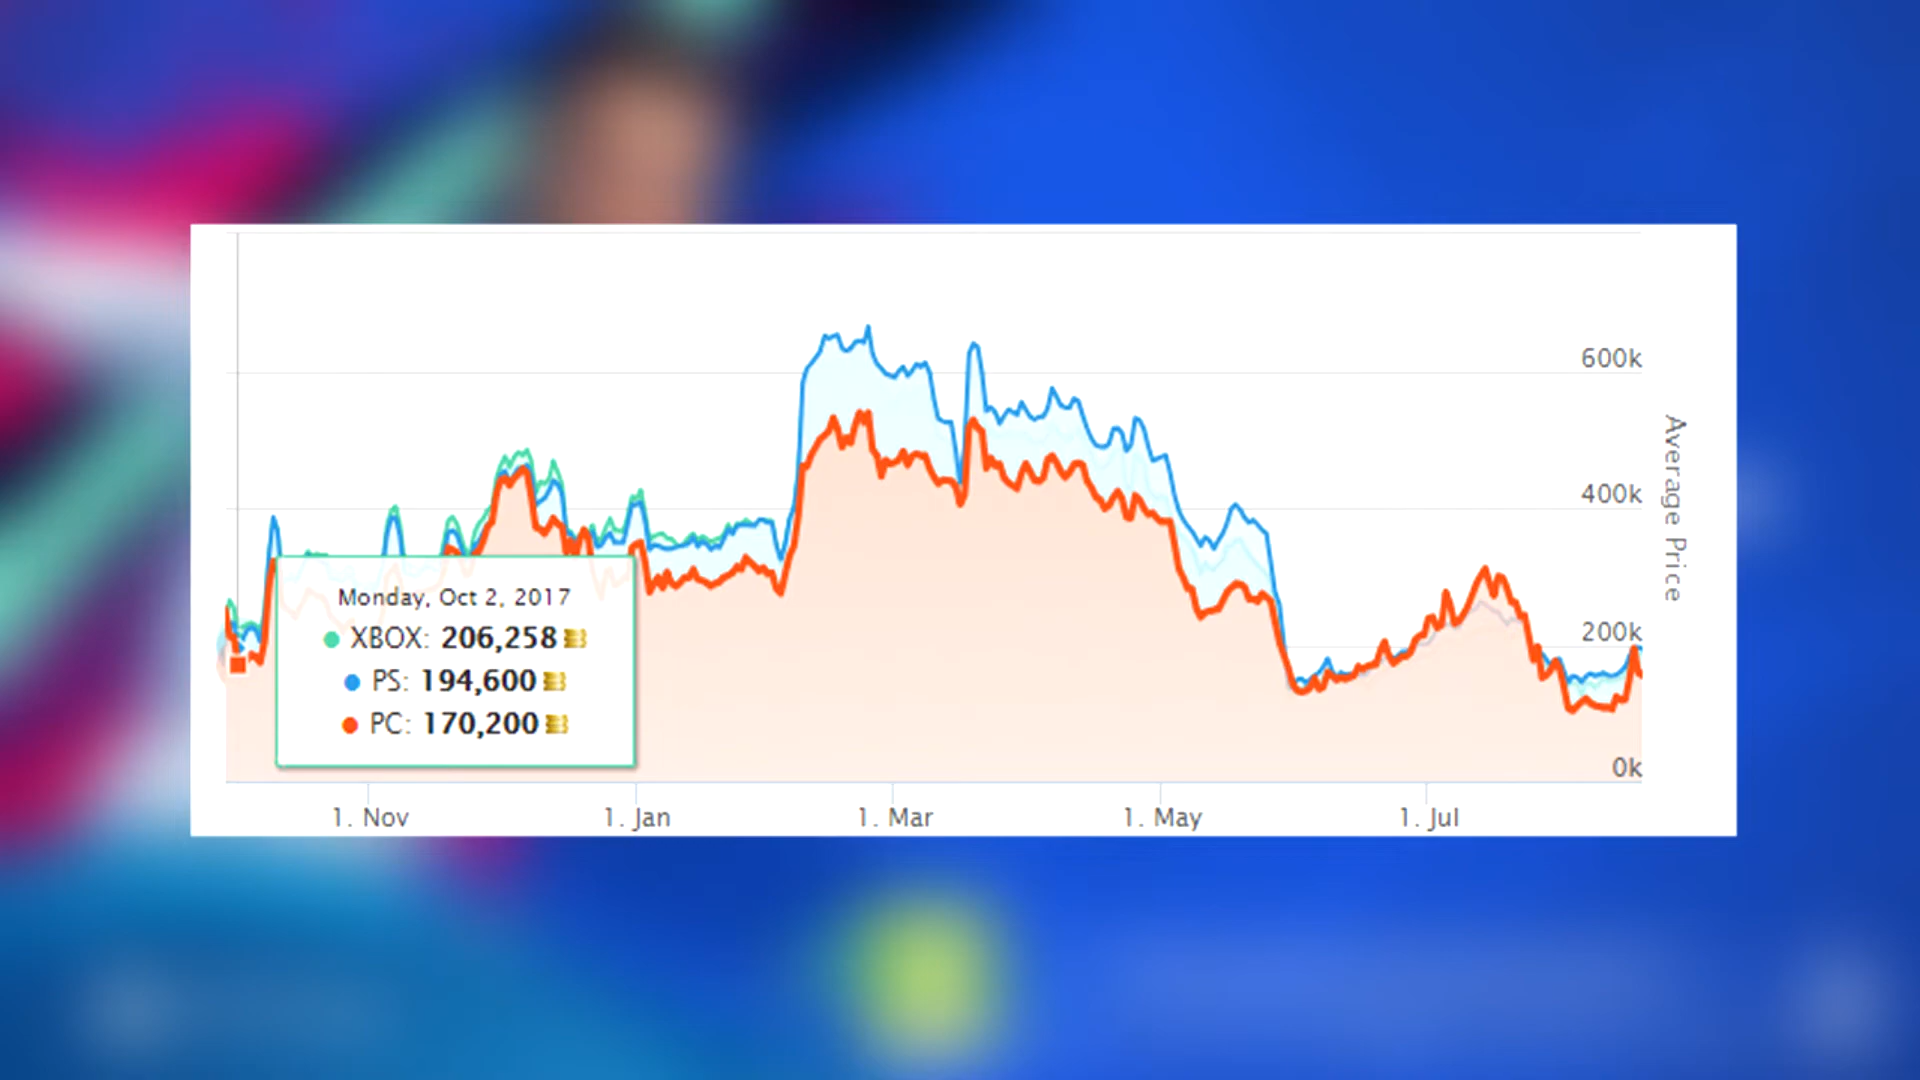 600k
400k
Average Price
Monday, Oct 2, 2017
XBOX: 206,258
PS: 194,600
PC: 170,200
200k
0k
1. Nov
1. Jan
1. Mar
1. May
1. Jul